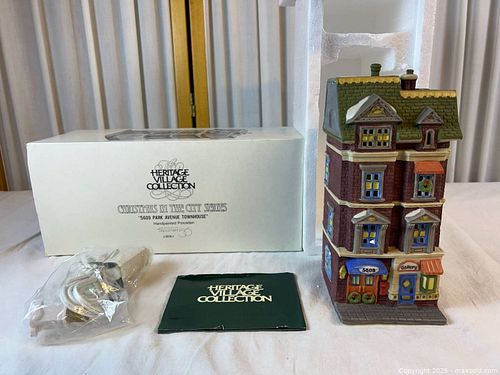 HERITAGE
VILLAGE
COLLECTION
CHRISTMAS IN THE CITY SERIES
"5609 PARK AVENUE TOWNHOUSE"
Handpainted Porcelain
HERITAGE
VILLAGE
COLLECTION
5609
Gallery
Copyright 2025 - maxsold.com